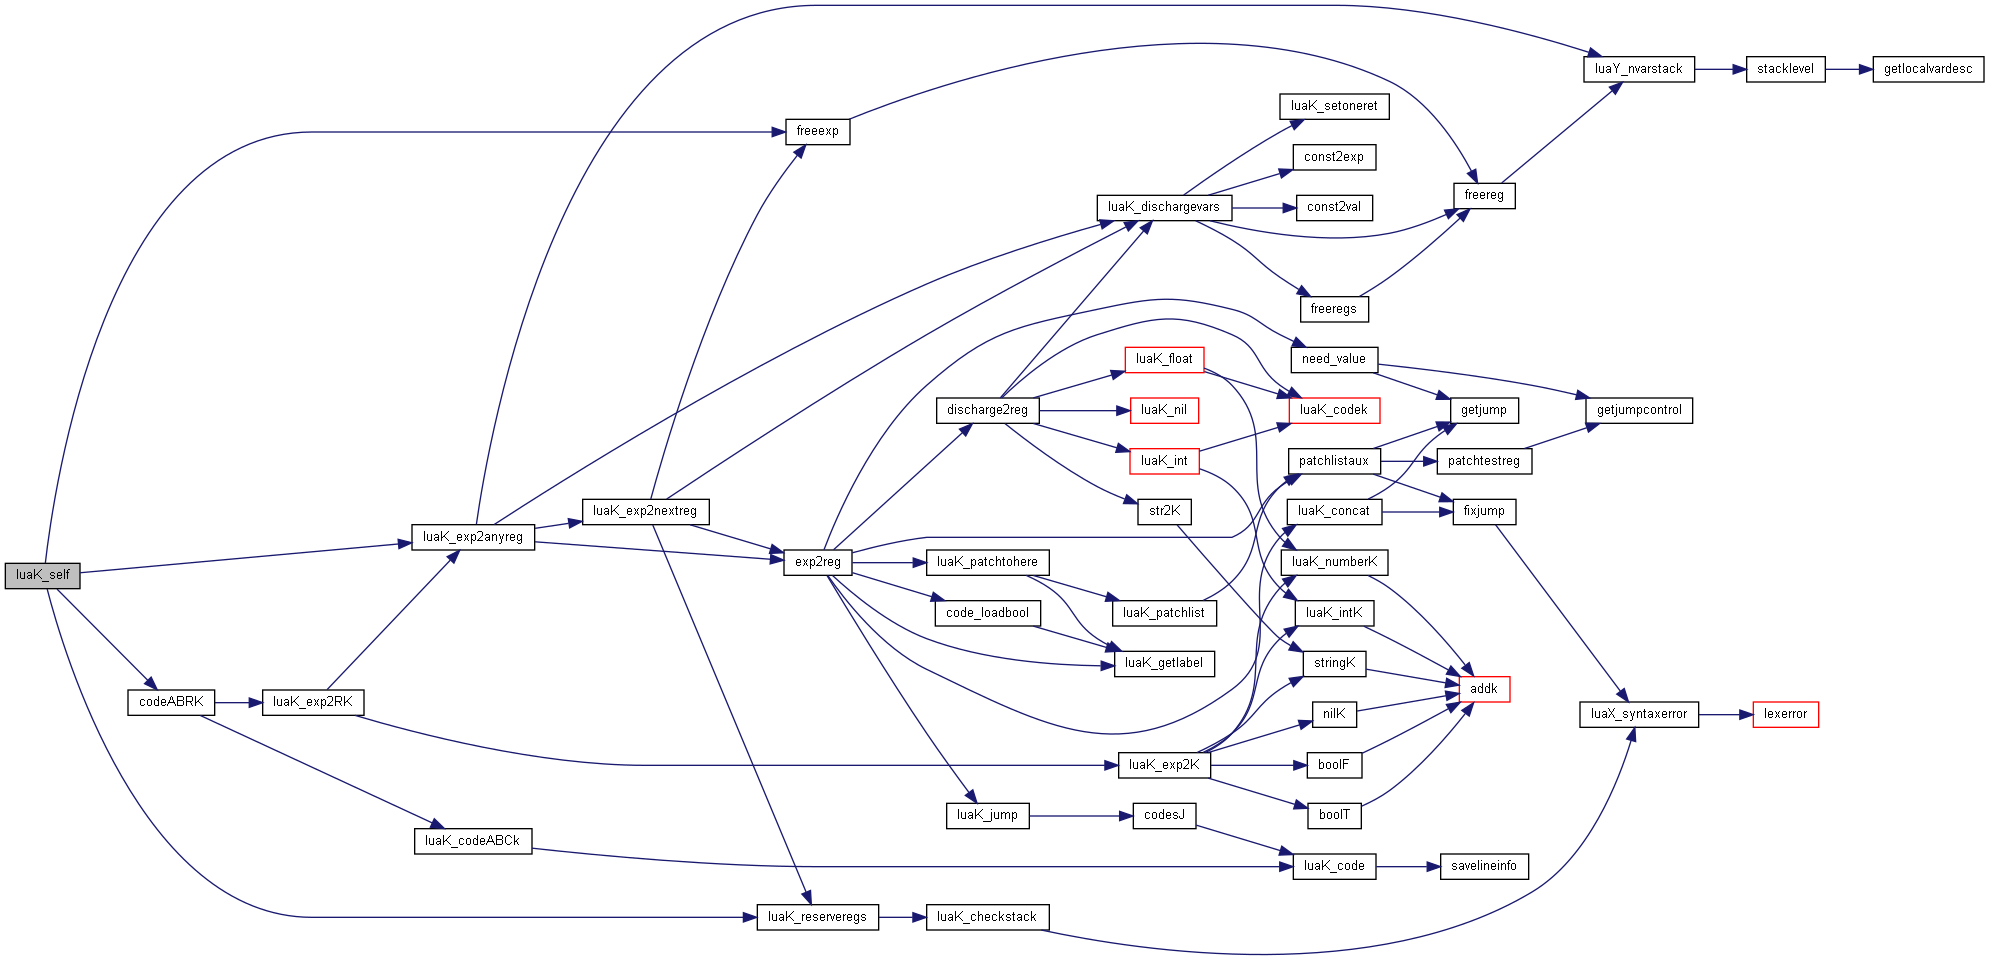 luaK_self
freeexp
luaK_exp2anyreg
codeABRK
luaK_exp2RK
luaK_codeABCk
luaK_exp2nextreg
luaK_reserveregs
exp2reg
luaK_checkstack
discharge2reg
luaK_patchtohere
code_loadbool
luaK_jump
luaK_dischargevars
luaK_float
luaK_nil
luaK_int
str2K
luaK_patchlist
luaK_getlabel
luaK_exp2K
codesJ
luaK_setoneret
const2exp
const2val
freeregs
need_value
luaK_codek
patchlistaux
luaK_concat
luaK_numberK
luaK_intK
stringK
nilK
boolF
boolT
luaK_code
freereg
getjump
patchtestreg
fixjump
addk
savelineinfo
luaY_nvarstack
getjumpcontrol
luaX_syntaxerror
stacklevel
lexerror
getlocalvardesc